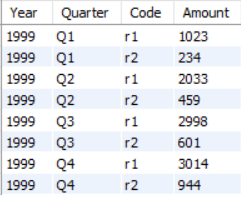 Year Quarter Code Amount
1999 Q1 r1 1023
1999 Q1 r2 234
1999 Q2 r1 2033
1999 Q2 r2 459
1999 Q3 r1 2998
1999 Q3 r2 601
1999 Q4 r1 3014
1999 Q4 r2 944